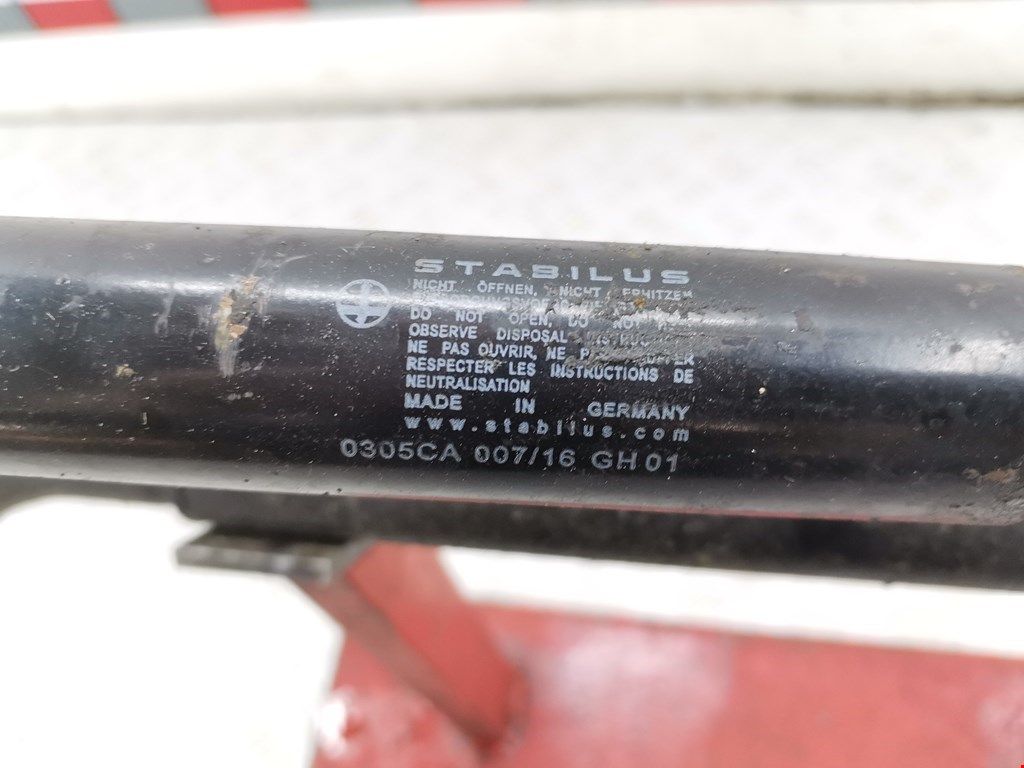 STABILUS
NICHT ÖFFNEN, NICHT ERHITZEN
DO NOT OPEN, DO NOT
OBSERVE DISPOSAL
NE PAS OUVRIR, NE
RESPECTER LES INSTRUCTIONS DE
NEUTRALISATION
MADE IN GERMANY
www.stabilus.com
0305CA 007/16 GH01